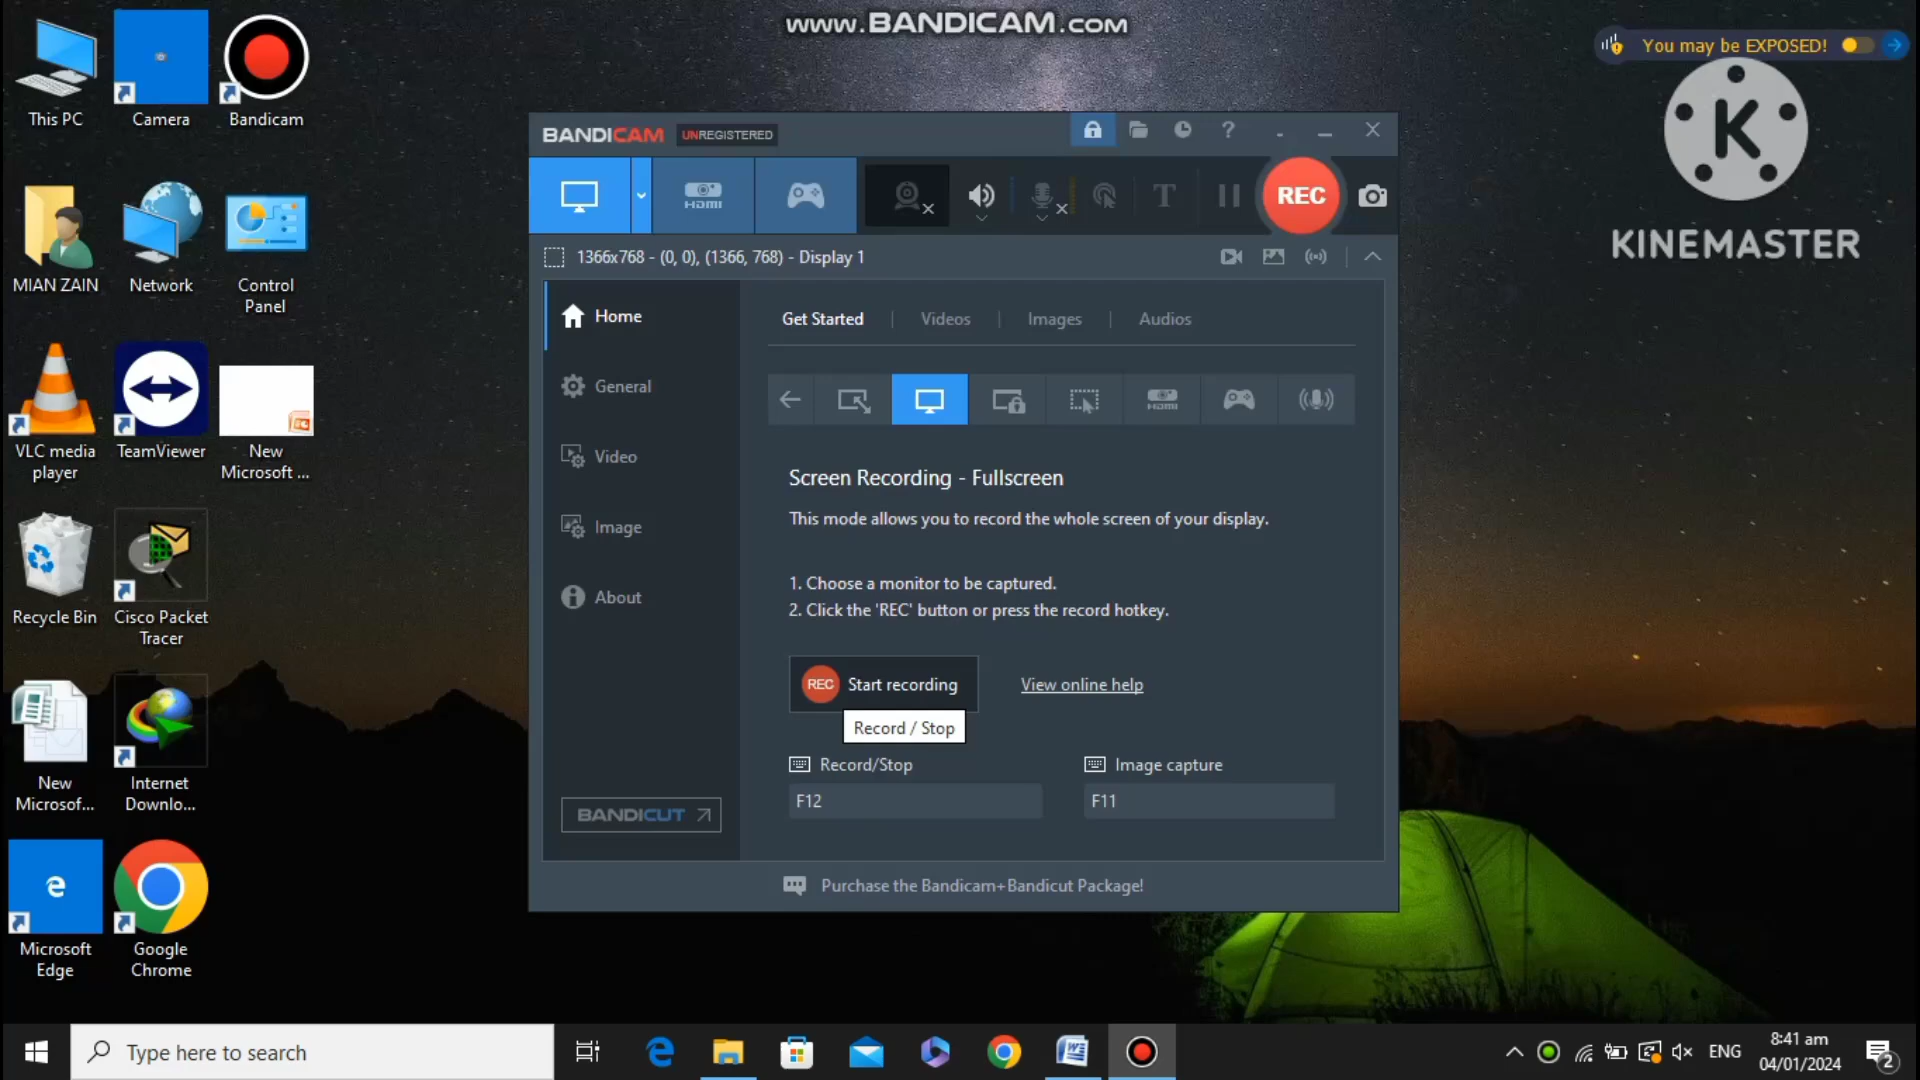 www.BANDICAM.com
You may be EXPOSED!
KINEMASTER
This PC
Camera
Bandicam
MIAN ZAIN
Network
Control
Panel
VLC media
player
TeamViewer
New
Microsoft ...
Recycle Bin
Cisco Packet
Tracer
New
Microsof...
Internet
Downlo...
Microsoft
Edge
Google
Chrome
BANDICAM UNREGISTERED
HDMI
T
REC
1366x768 - (0, 0), (1366, 768) - Display 1
Home
General
Video
Image
About
BANDICUT
Get Started
Videos
Images
Audios
HDMI
Screen Recording - Fullscreen
This mode allows you to record the whole screen of your display.
1. Choose a monitor to be captured.
2. Click the 'REC' button or press the record hotkey.
REC Start recording
View online help
Record / Stop
Record/Stop
Image capture
F12
F11
Purchase the Bandicam+Bandicut Package!
Type here to search
ENG
8:41 am
04/01/2024
2